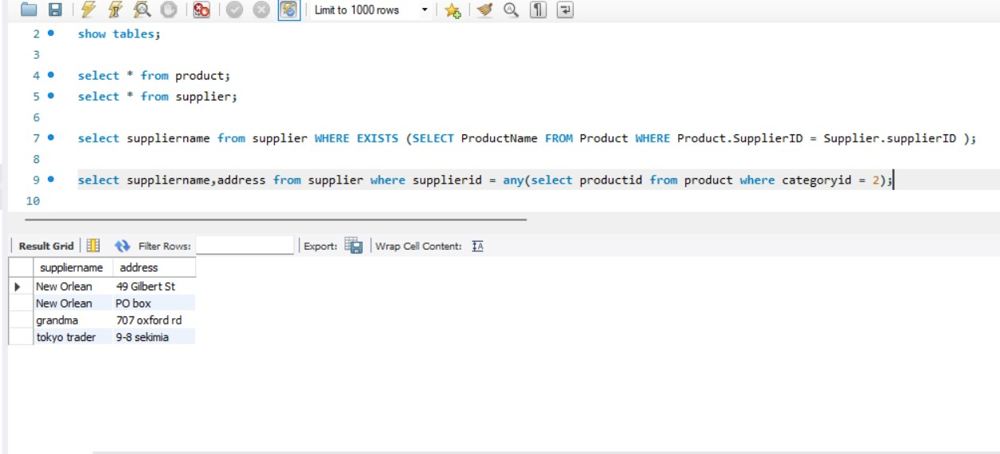 Limit to 1000 rows
2 show tables;
3
4 select * from product;
5 select * from supplier;
6
7 select suppliername from supplier WHERE EXISTS (SELECT ProductName FROM Product WHERE Product.SupplierID = Supplier.supplierID );
8
9 select suppliername,address from supplier where supplierid = any(select productid from product where categoryid = 2);
10
Result Grid Filter Rows: Export: Wrap Cell Content: IA
suppliername address
New Orlean 49 Gilbert St
New Orlean PO box
grandma 707 oxford rd
tokyo trader 9-8 sekimia